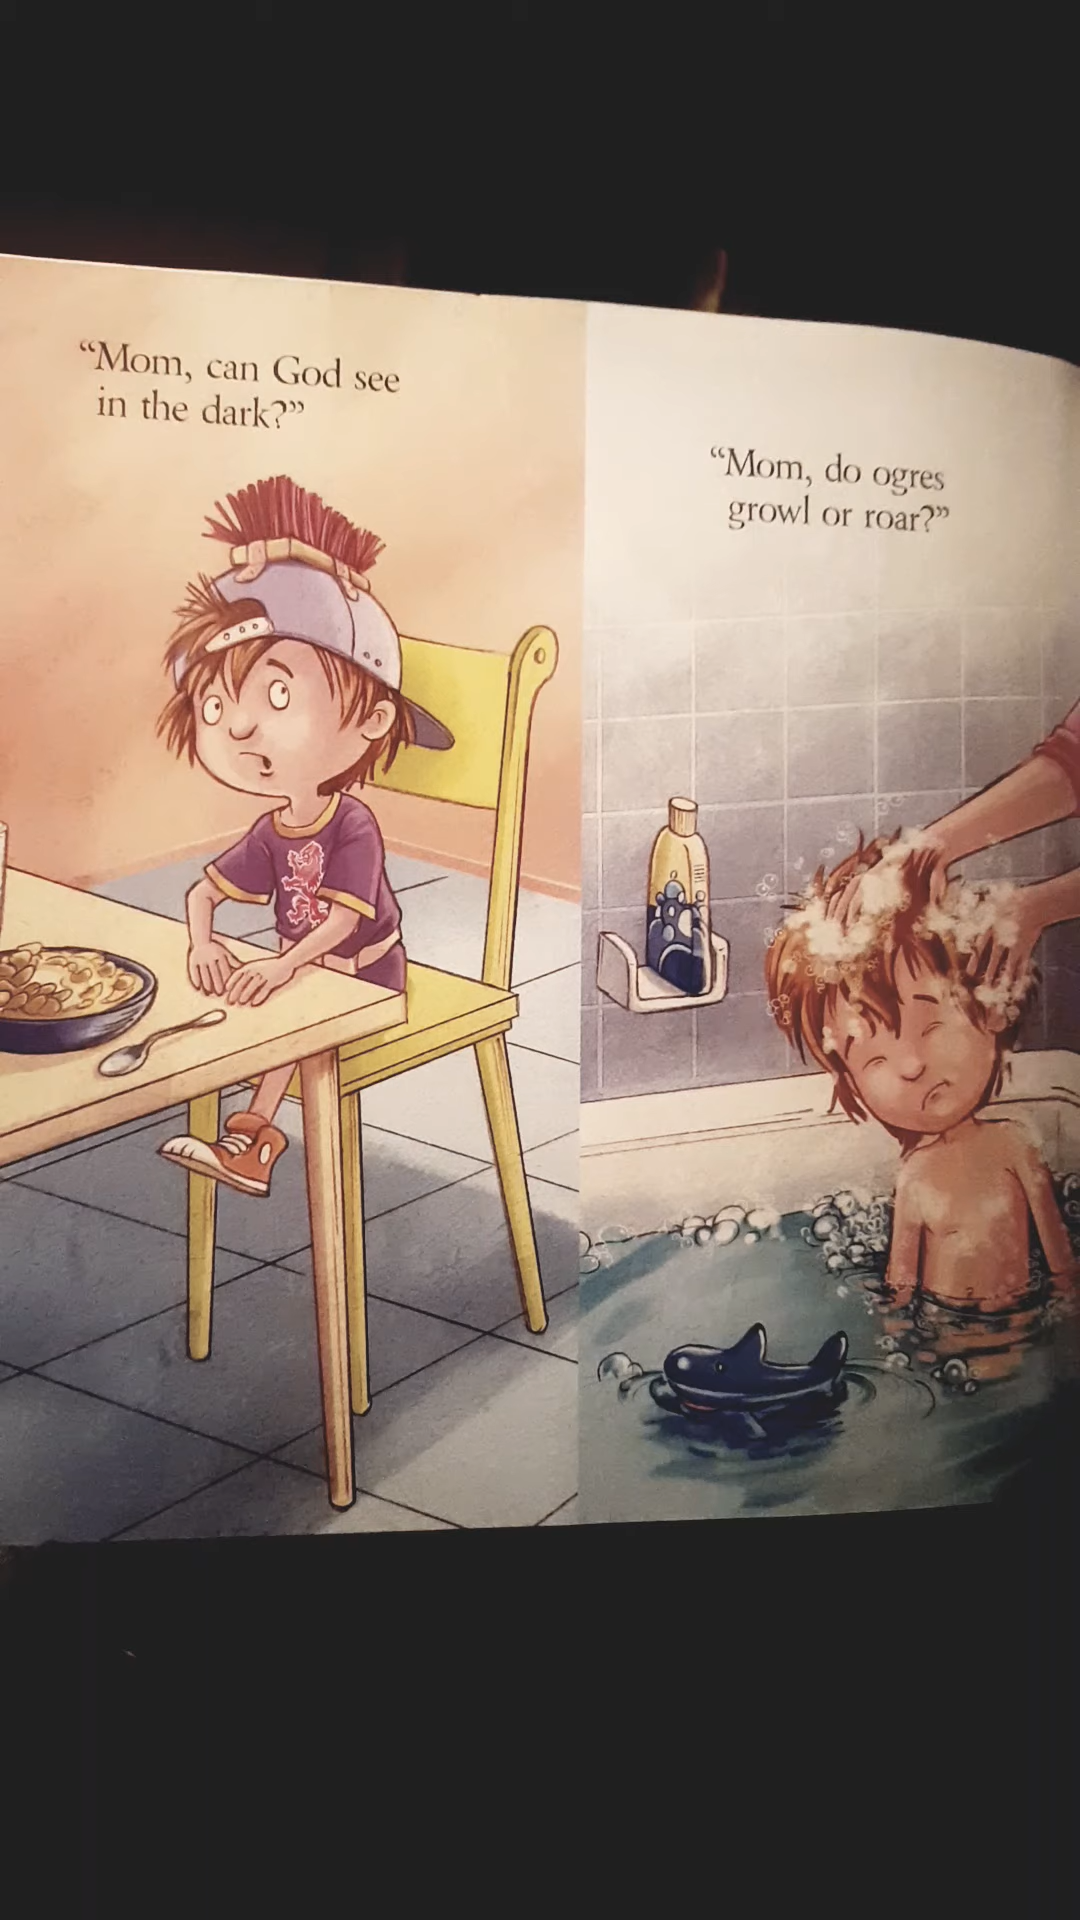 “Mom, can God see
in the dark?”
“Mom, do ogres
growl or roar?”